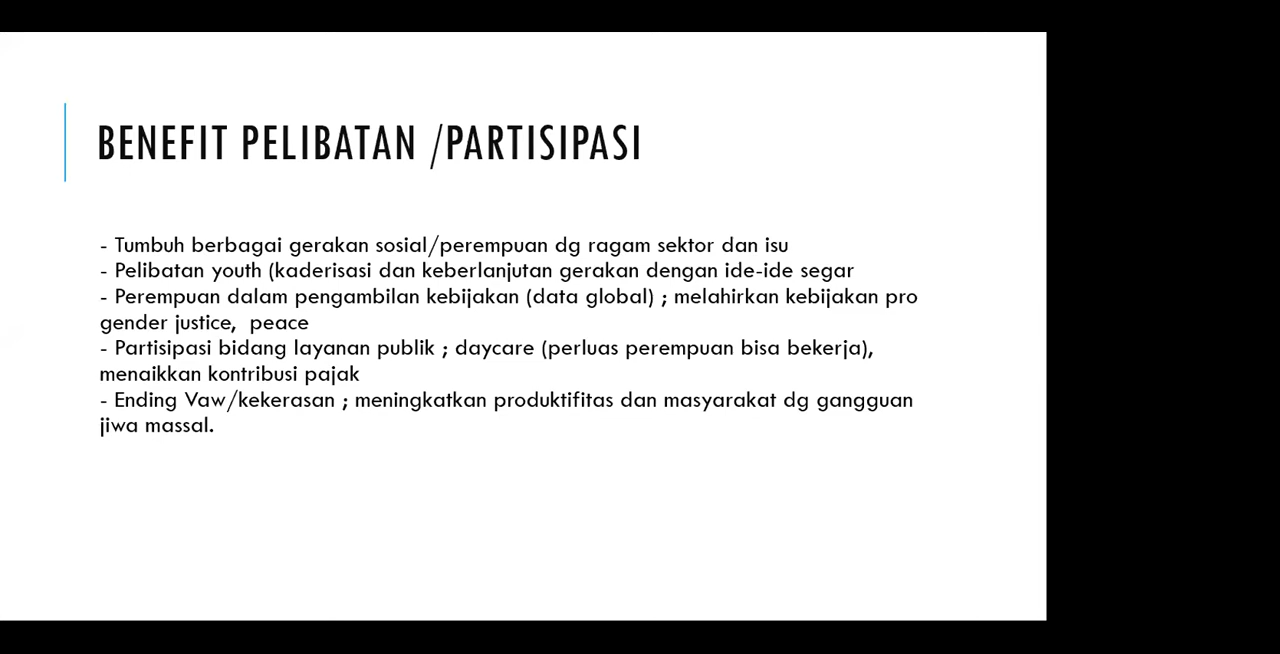 BENEFIT PELIBATAN /PARTISIPASI
- Tumbuh berbagai gerakan sosial/perempuan dg ragam sektor dan isu
- Pelibatan youth (kaderisasi dan keberlanjutan gerakan dengan ide-ide segar
- Perempuan dalam pengambilan kebijakan (data global) ; melahirkan kebijakan pro
gender justice,  peace
- Partisipasi bidang layanan publik ; daycare (perluas perempuan bisa bekerja),
menaikkan kontribusi pajak
- Ending Vaw/kekerasan ; meningkatkan produktifitas dan masyarakat dg gangguan
jiwa massal.